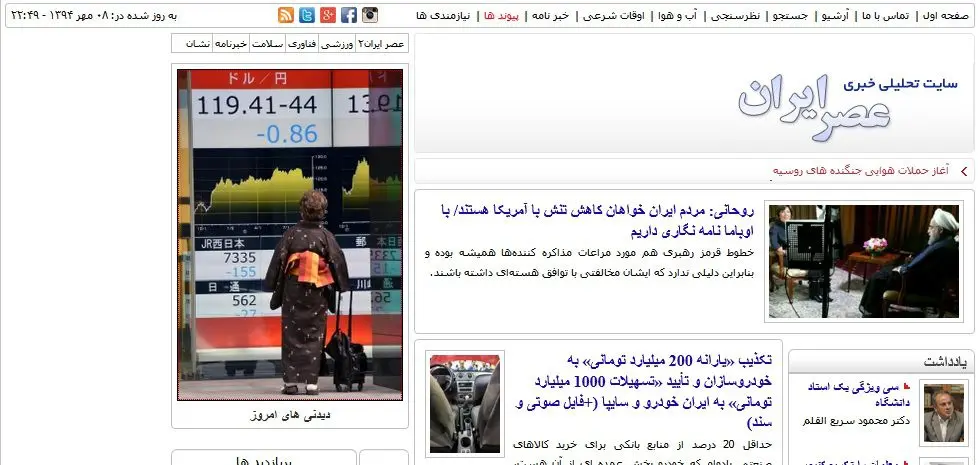 صفحه اول | تماس با ما | آرشیو | جستجو | نظرسنجی | آب و هوا | اوقات شرعی | خبر نامه | پیوند ها | نیازمندی ها
به روز شده در: ۰۸ مهر ۱۳۹۴ - ۲۲:۴۹
سایت تحلیلی خبری
عصر ایران
آغاز حملات هوایی جنگنده های روسیه
روحانی: مردم ایران خواهان کاهش تنش با آمریکا هستند/ با
اوباما نامه نگاری داریم
خطوط قرمز رهبری هم مورد مراعات مذاکره کننده‌ها همیشه بوده و
بنابراین دلیلی ندارد که ایشان مخالفتی با توافق هسته‌ای داشته باشند.
یادداشت
سی ویژگی یک استاد
دانشگاه
دکتر محمود سریع القلم
تکذیب «یارانه 200 میلیارد تومانی» به
خودروسازان و تأیید «تسهیلات 1000 میلیارد
تومانی» به ایران خودرو و سایپا (+فایل صوتی و
سند)
حداقل 20 درصد از منابع بانکی برای خرید کالاهای
عصر ایران۲ | ورزشی | فناوری | سلامت | خبرنامه | نشان
ドル／円
119.41-44
-0.86
JR西日本
7335
-155
日通
562
-27
郵
دیدنی های امروز
پربازدید ها